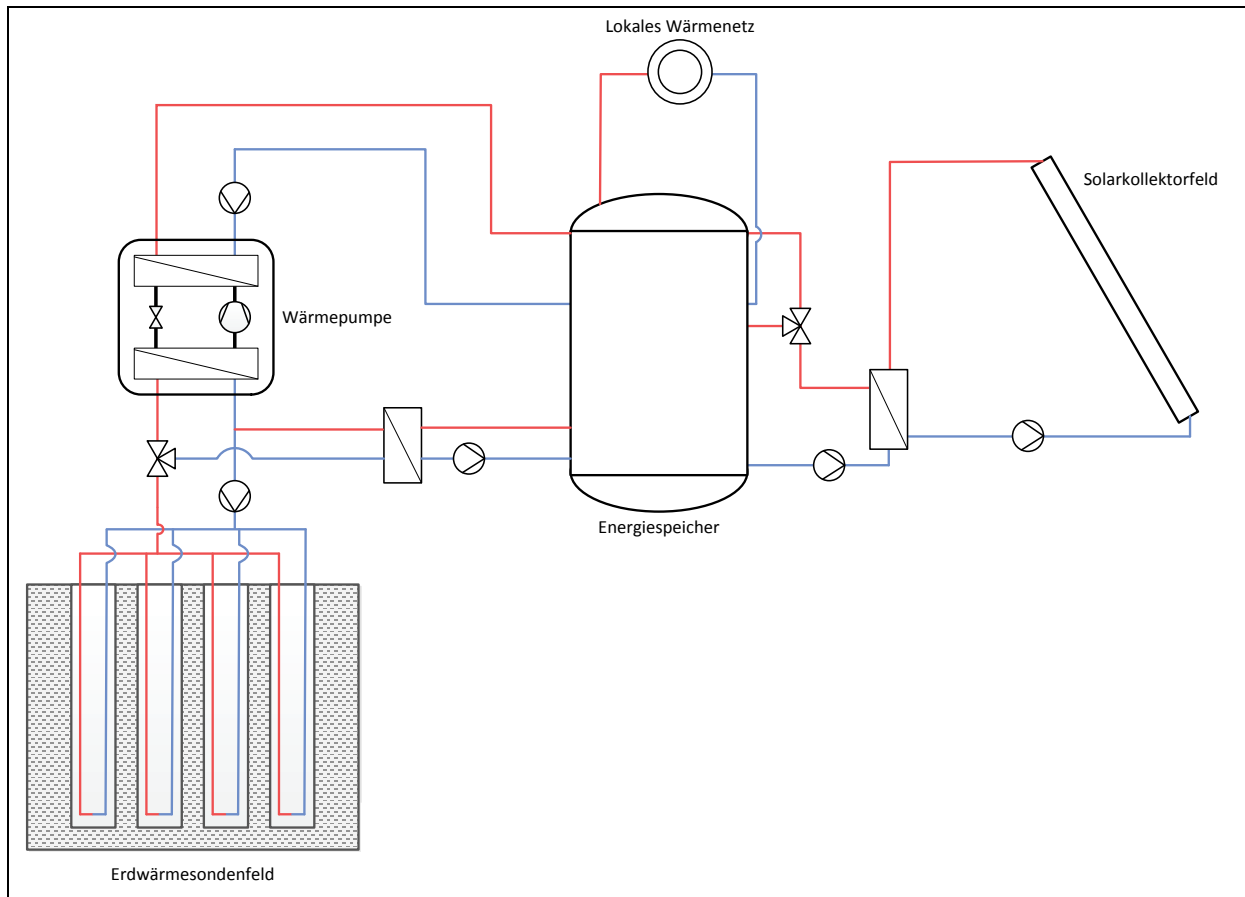 Lokales Wärmenetz
Solarkollektorfeld
Wärmepumpe
Energiespeicher
Erdwärmesondenfeld